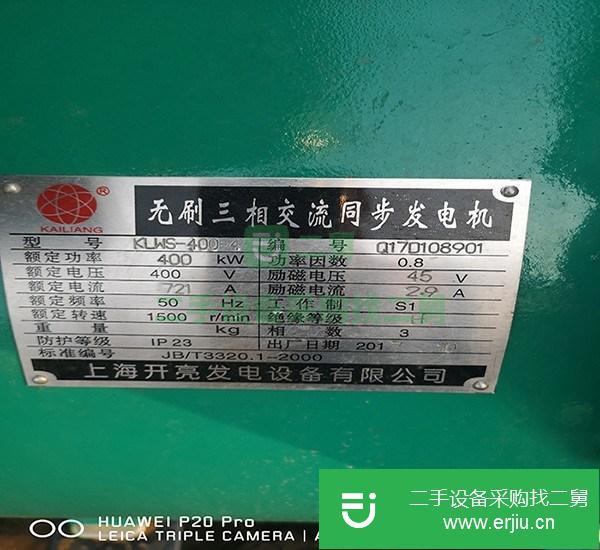 KAILIANG
®
无刷三相交流同步发电机
型 号 KLWS-400-4 编 号 Q17D108901
额定功率 400 kW 功率因数 0.8
额定电压 400 V 励磁电压 45 V
额定电流 721 A 励磁电流 2.9 A
额定频率 50 Hz 工作制 S1
额定转速 1500 r/min 绝缘等级 H
重 量 kg 相 数 3
防护等级 IP 23 出厂日期 201
标准编号 JB/T3320.1-2000
上海开亮发电设备有限公司
二手设备采购找二舅
www.erjiu.cn
HUAWEI P20 Pro
LEICA TRIPLE CAMERA | A